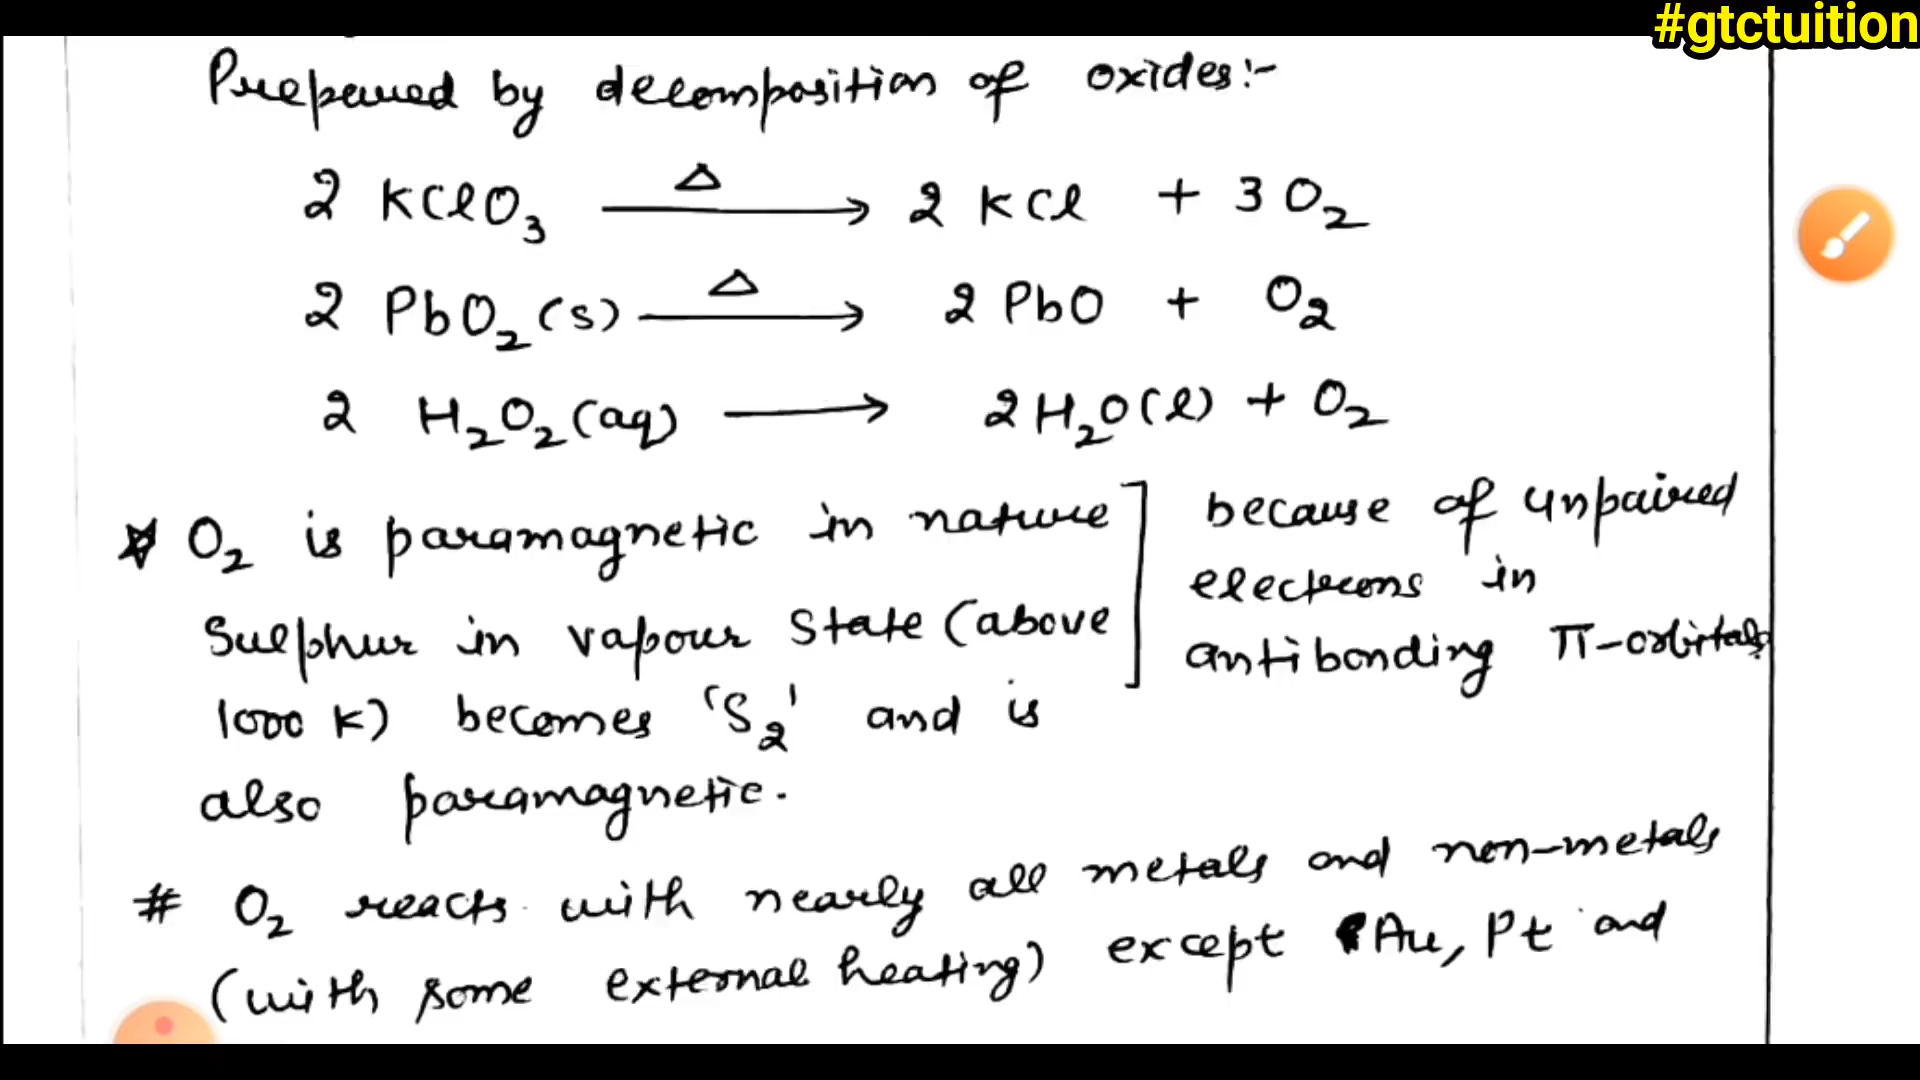 #gtctuition
Prepared by decomposition of oxides:-
2 KClO₃ —Δ→ 2 KCl + 3 O₂
2 PbO₂(s) —Δ→ 2 PbO + O₂
2 H₂O₂(aq) → 2H₂O(l) + O₂
O₂ is paramagnetic in nature
Sulphur in vapour state (above
1000 K) becomes 'S₂' and is
also paramagnetic.
because of unpaired
electrons in
antibonding π-orbitals
# O₂ reacts with nearly all metals and non-metals
(with some external heating) except Au, Pt and